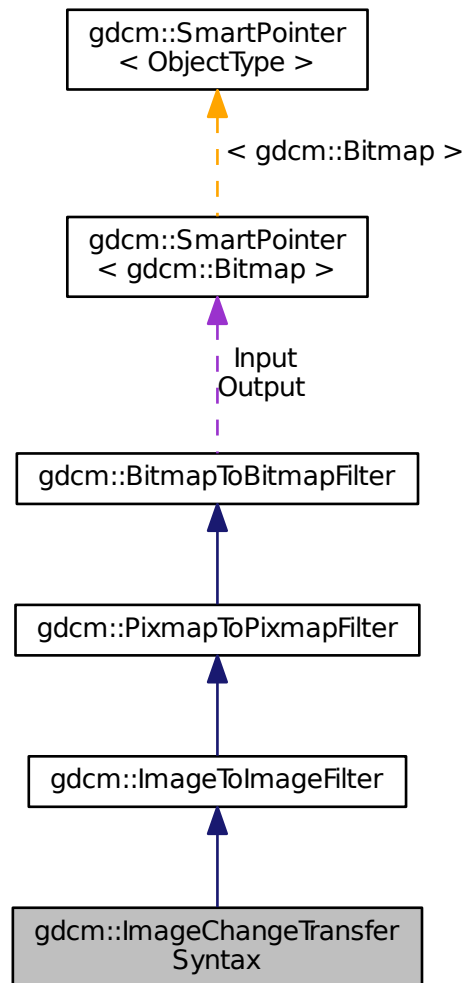 gdcm::SmartPointer
< ObjectType >
< gdcm::Bitmap >
gdcm::SmartPointer
< gdcm::Bitmap >
Input
Output
gdcm::BitmapToBitmapFilter
gdcm::PixmapToPixmapFilter
gdcm::ImageToImageFilter
gdcm::ImageChangeTransfer
Syntax